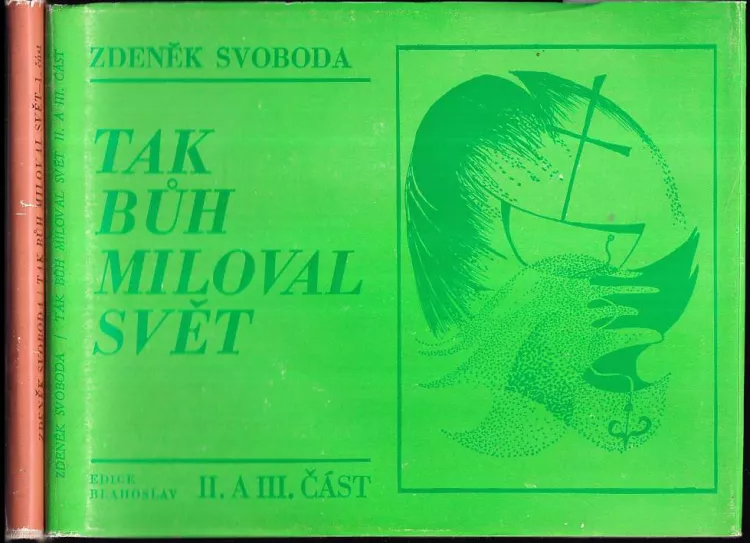 ZDENĚK SVOBODA / TAK BŮH MILOVAL SVĚT I. část
ZDENĚK SVOBODA / TAK BŮH MILOVAL SVĚT II. A III. ČÁST
ZDENĚK SVOBODA
TAK
BŮH
MILOVAL
SVĚT
EDICE
BLAHOSLAV
II. A III. ČÁST